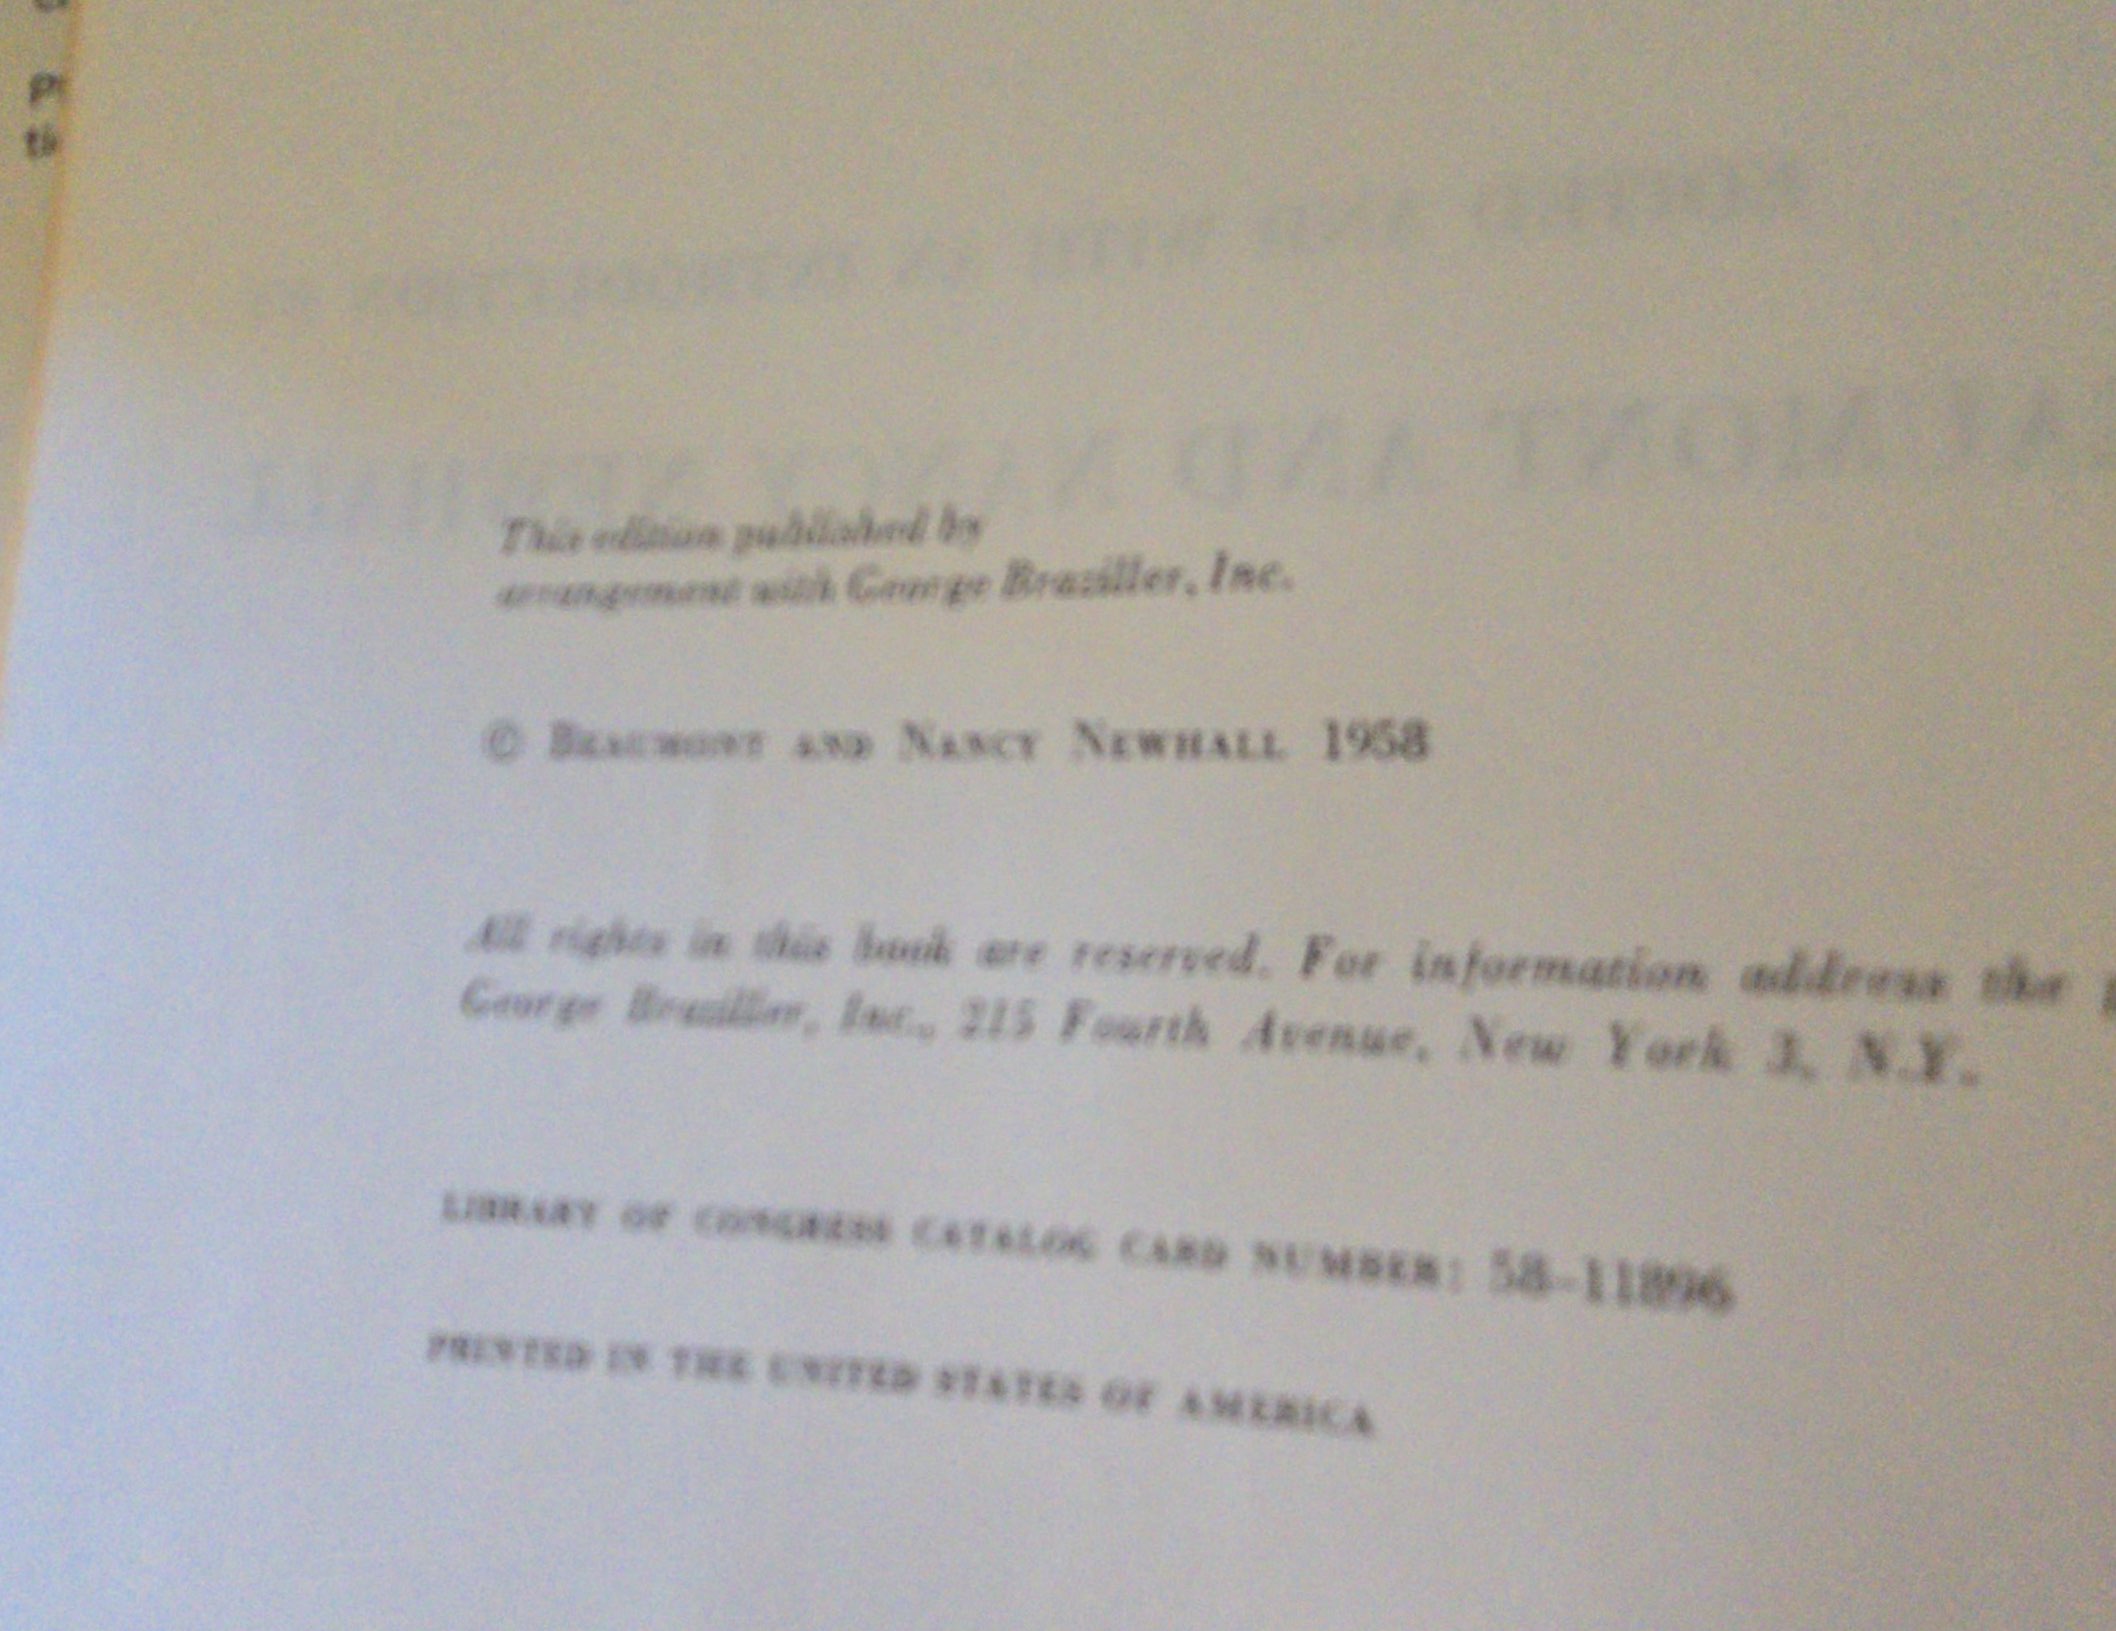 This edition published by
arrangement with George Braziller, Inc.
© BEAUMONT AND NANCY NEWHALL 1958
All rights in this book are reserved. For information address the
George Braziller, Inc., 215 Fourth Avenue, New York 3, N.Y.
LIBRARY OF CONGRESS CATALOG CARD NUMBER: 58-11896
PRINTED IN THE UNITED STATES OF AMERICA